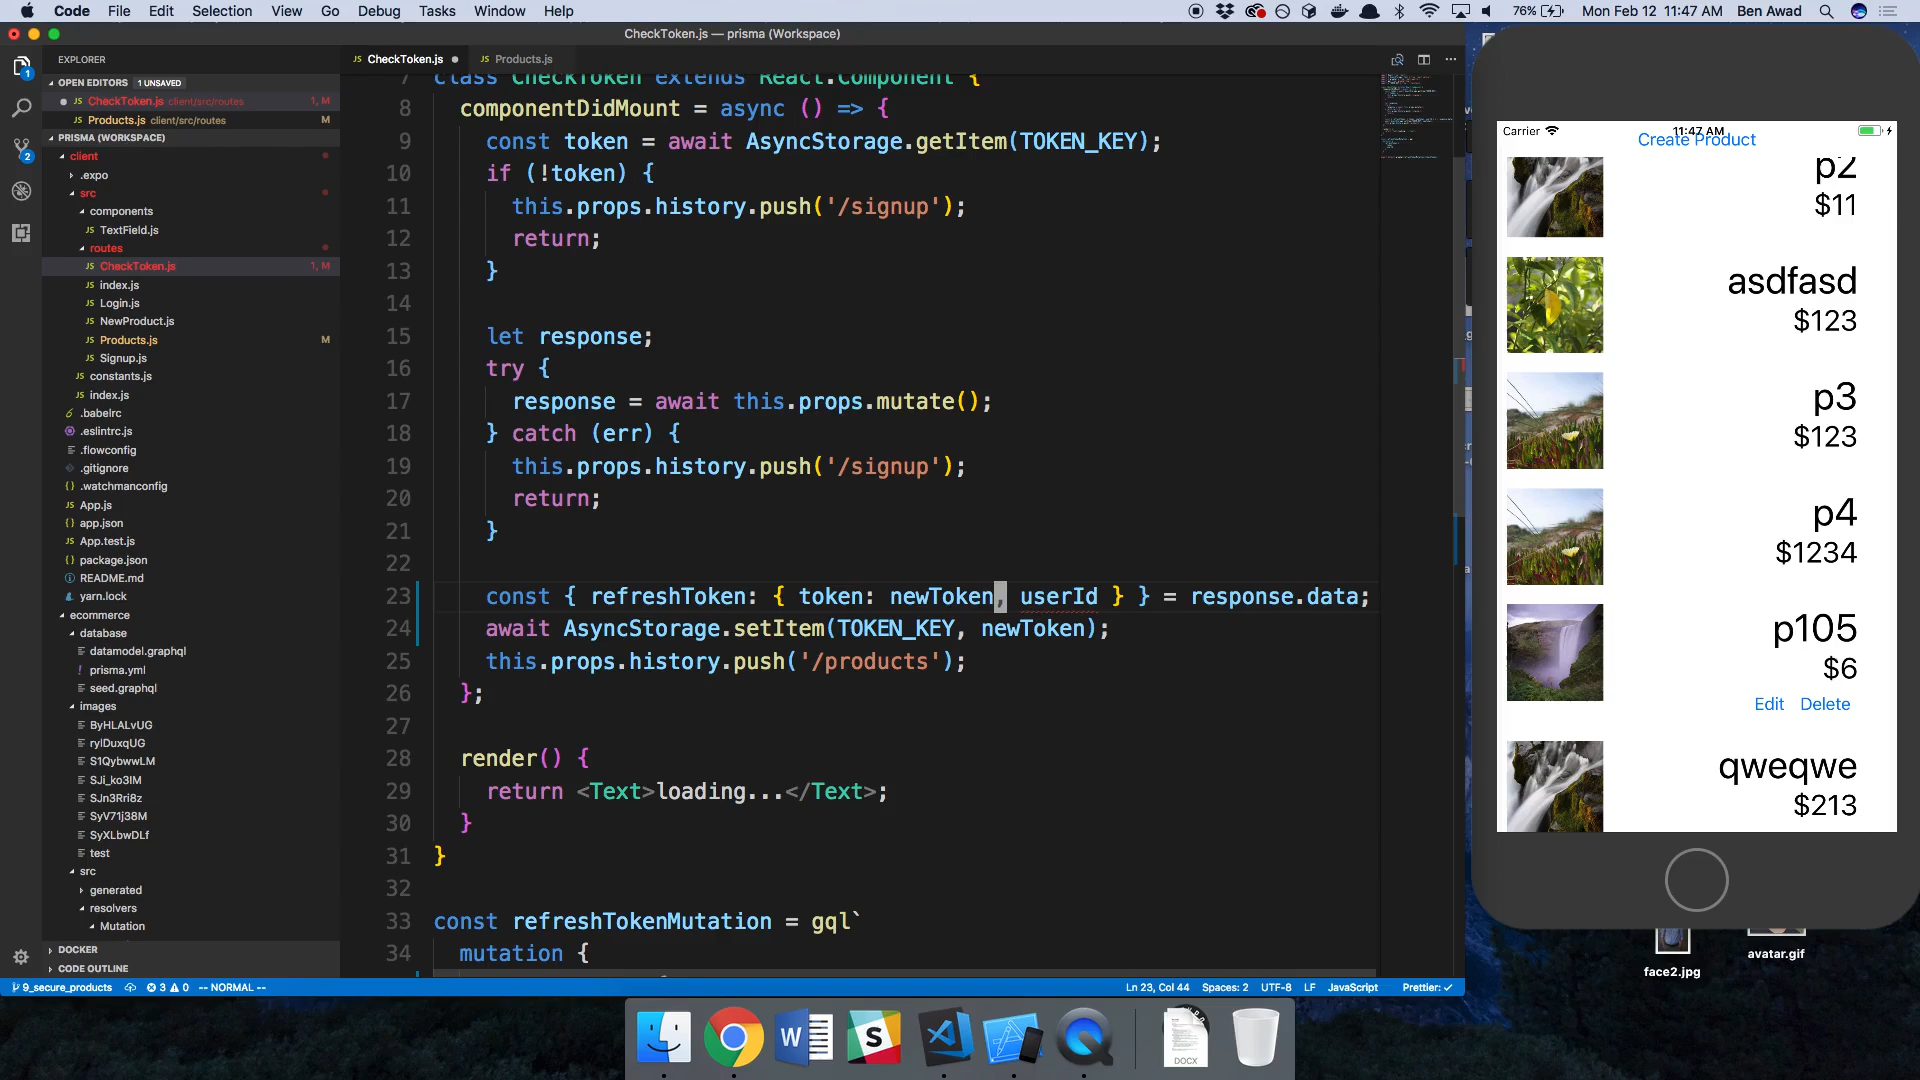 Code File Edit Selection View Go Debug Tasks Window Help
76% Mon Feb 12 11:47 AM Ben Awad
CheckToken.js — prisma (Workspace)
EXPLORER
OPEN EDITORS 1 UNSAVED
JS CheckToken.js client/src/routes 1, M
JS Products.js client/src/routes M
PRISMA (WORKSPACE)
client
.expo
src
components
JS TextField.js
routes
JS CheckToken.js 1, M
JS index.js
JS Login.js
JS NewProduct.js
JS Products.js M
JS Signup.js
JS constants.js
JS index.js
.babelrc
.eslintrc.js
.flowconfig
.gitignore
.watchmanconfig
JS App.js
{} app.json
JS App.test.js
{} package.json
README.md
yarn.lock
ecommerce
database
datamodel.graphql
! prisma.yml
seed.graphql
images
ByHLALvUG
rylDuxqUG
S1QybwwLM
SJi_ko3IM
SJn3Rri8z
SyV71j38M
SyXLbwDLf
test
src
generated
resolvers
Mutation
DOCKER
CODE OUTLINE
JS CheckToken.js
JS Products.js
7 class CheckToken extends React.Component {
8 componentDidMount = async () => {
9 const token = await AsyncStorage.getItem(TOKEN_KEY);
10 if (!token) {
11 this.props.history.push('/signup');
12 return;
13 }
14
15 let response;
16 try {
17 response = await this.props.mutate();
18 } catch (err) {
19 this.props.history.push('/signup');
20 return;
21 }
22
23 const { refreshToken: { token: newToken, userId } } = response.data;
24 await AsyncStorage.setItem(TOKEN_KEY, newToken);
25 this.props.history.push('/products');
26 };
27
28 render() {
29 return <Text>loading...</Text>;
30 }
31 }
32
33 const refreshTokenMutation = gql`
34 mutation {
9_secure_products 3 0 -- NORMAL --
Ln 23, Col 44 Spaces: 2 UTF-8 LF JavaScript Prettier: ✓
Carrier 11:47 AM
Create Product
p2
$11
asdfasd
$123
p3
$123
p4
$1234
p105
$6
Edit Delete
qweqwe
$213
face2.jpg
avatar.gif
DOCX